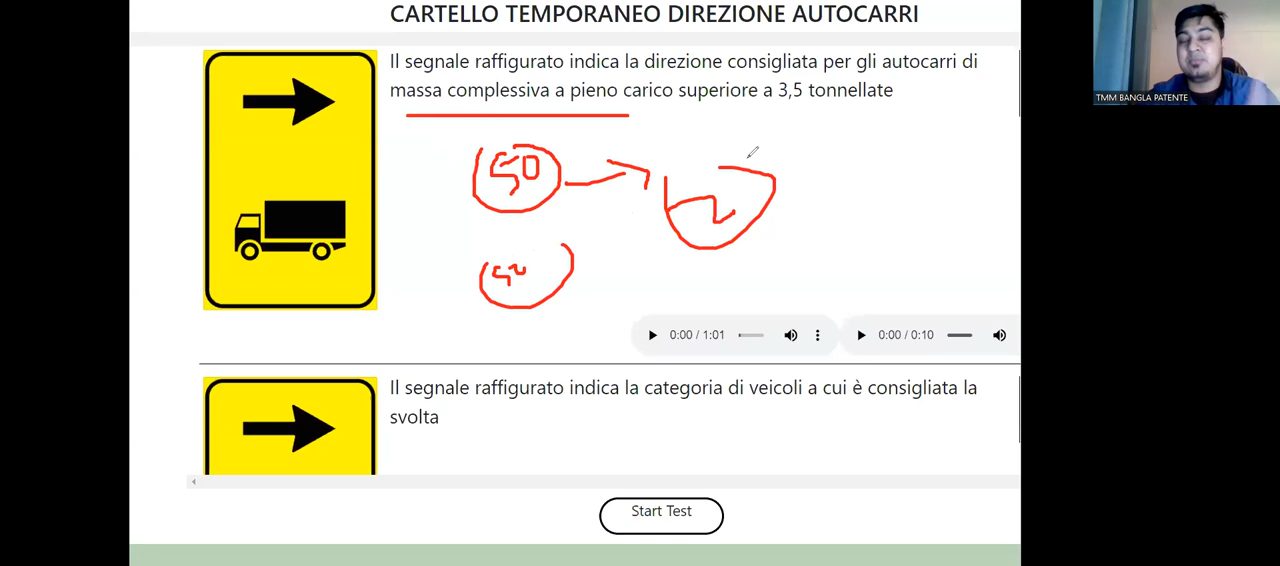 CARTELLO TEMPORANEO DIREZIONE AUTOCARRI
Il segnale raffigurato indica la direzione consigliata per gli autocarri di
massa complessiva a pieno carico superiore a 3,5 tonnellate
50
0:00 / 1:01
0:00 / 0:10
Il segnale raffigurato indica la categoria di veicoli a cui è consigliata la
svolta
Start Test
TMM BANGLA PATENTE